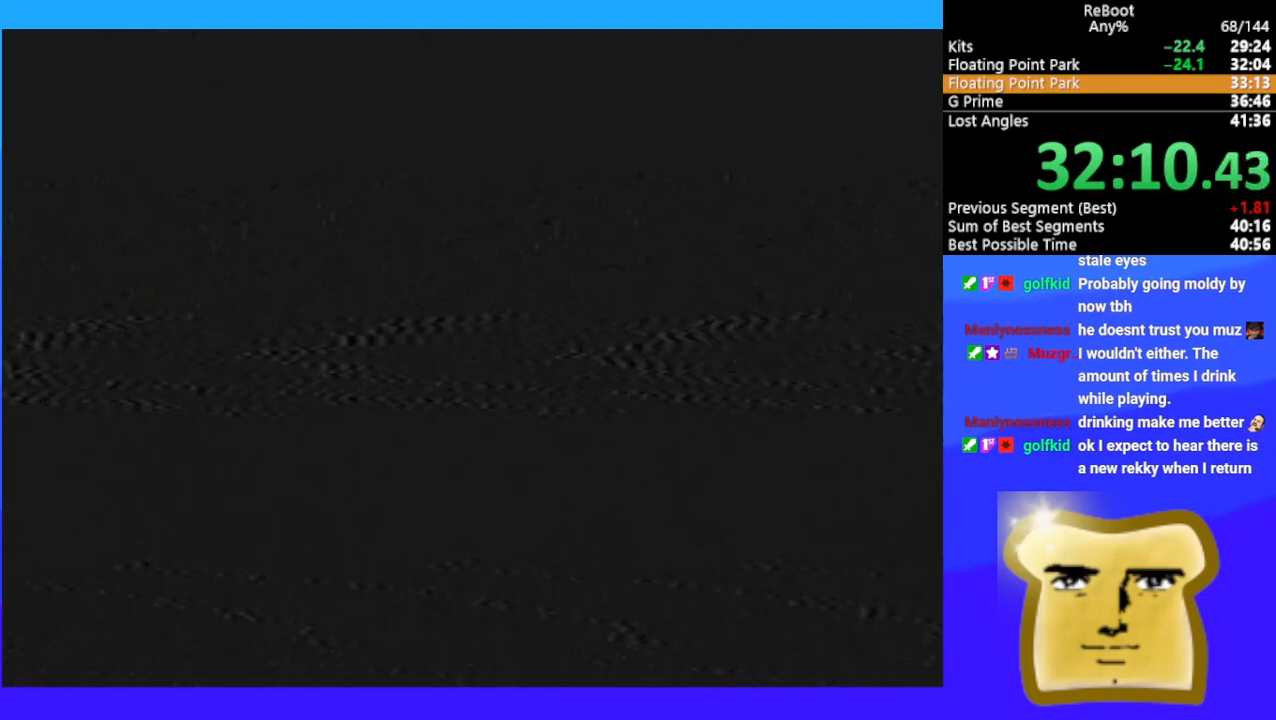 ReBoot
Any% 68/144
Kits −22.4 29:24
Floating Point Park −24.1 32:04
Floating Point Park 33:13
G Prime 36:46
Lost Angles 41:36
32:10.43
Previous Segment (Best) +1.81
Sum of Best Segments 40:16
Best Possible Time 40:56
stale eyes
golfkid Probably going moldy by
now tbh
Manlynessness he doesnt trust you muz
Muzgr.. I wouldn't either. The
amount of times I drink
while playing.
Manlynessness drinking make me better
golfkid ok I expect to hear there is
a new rekky when I return